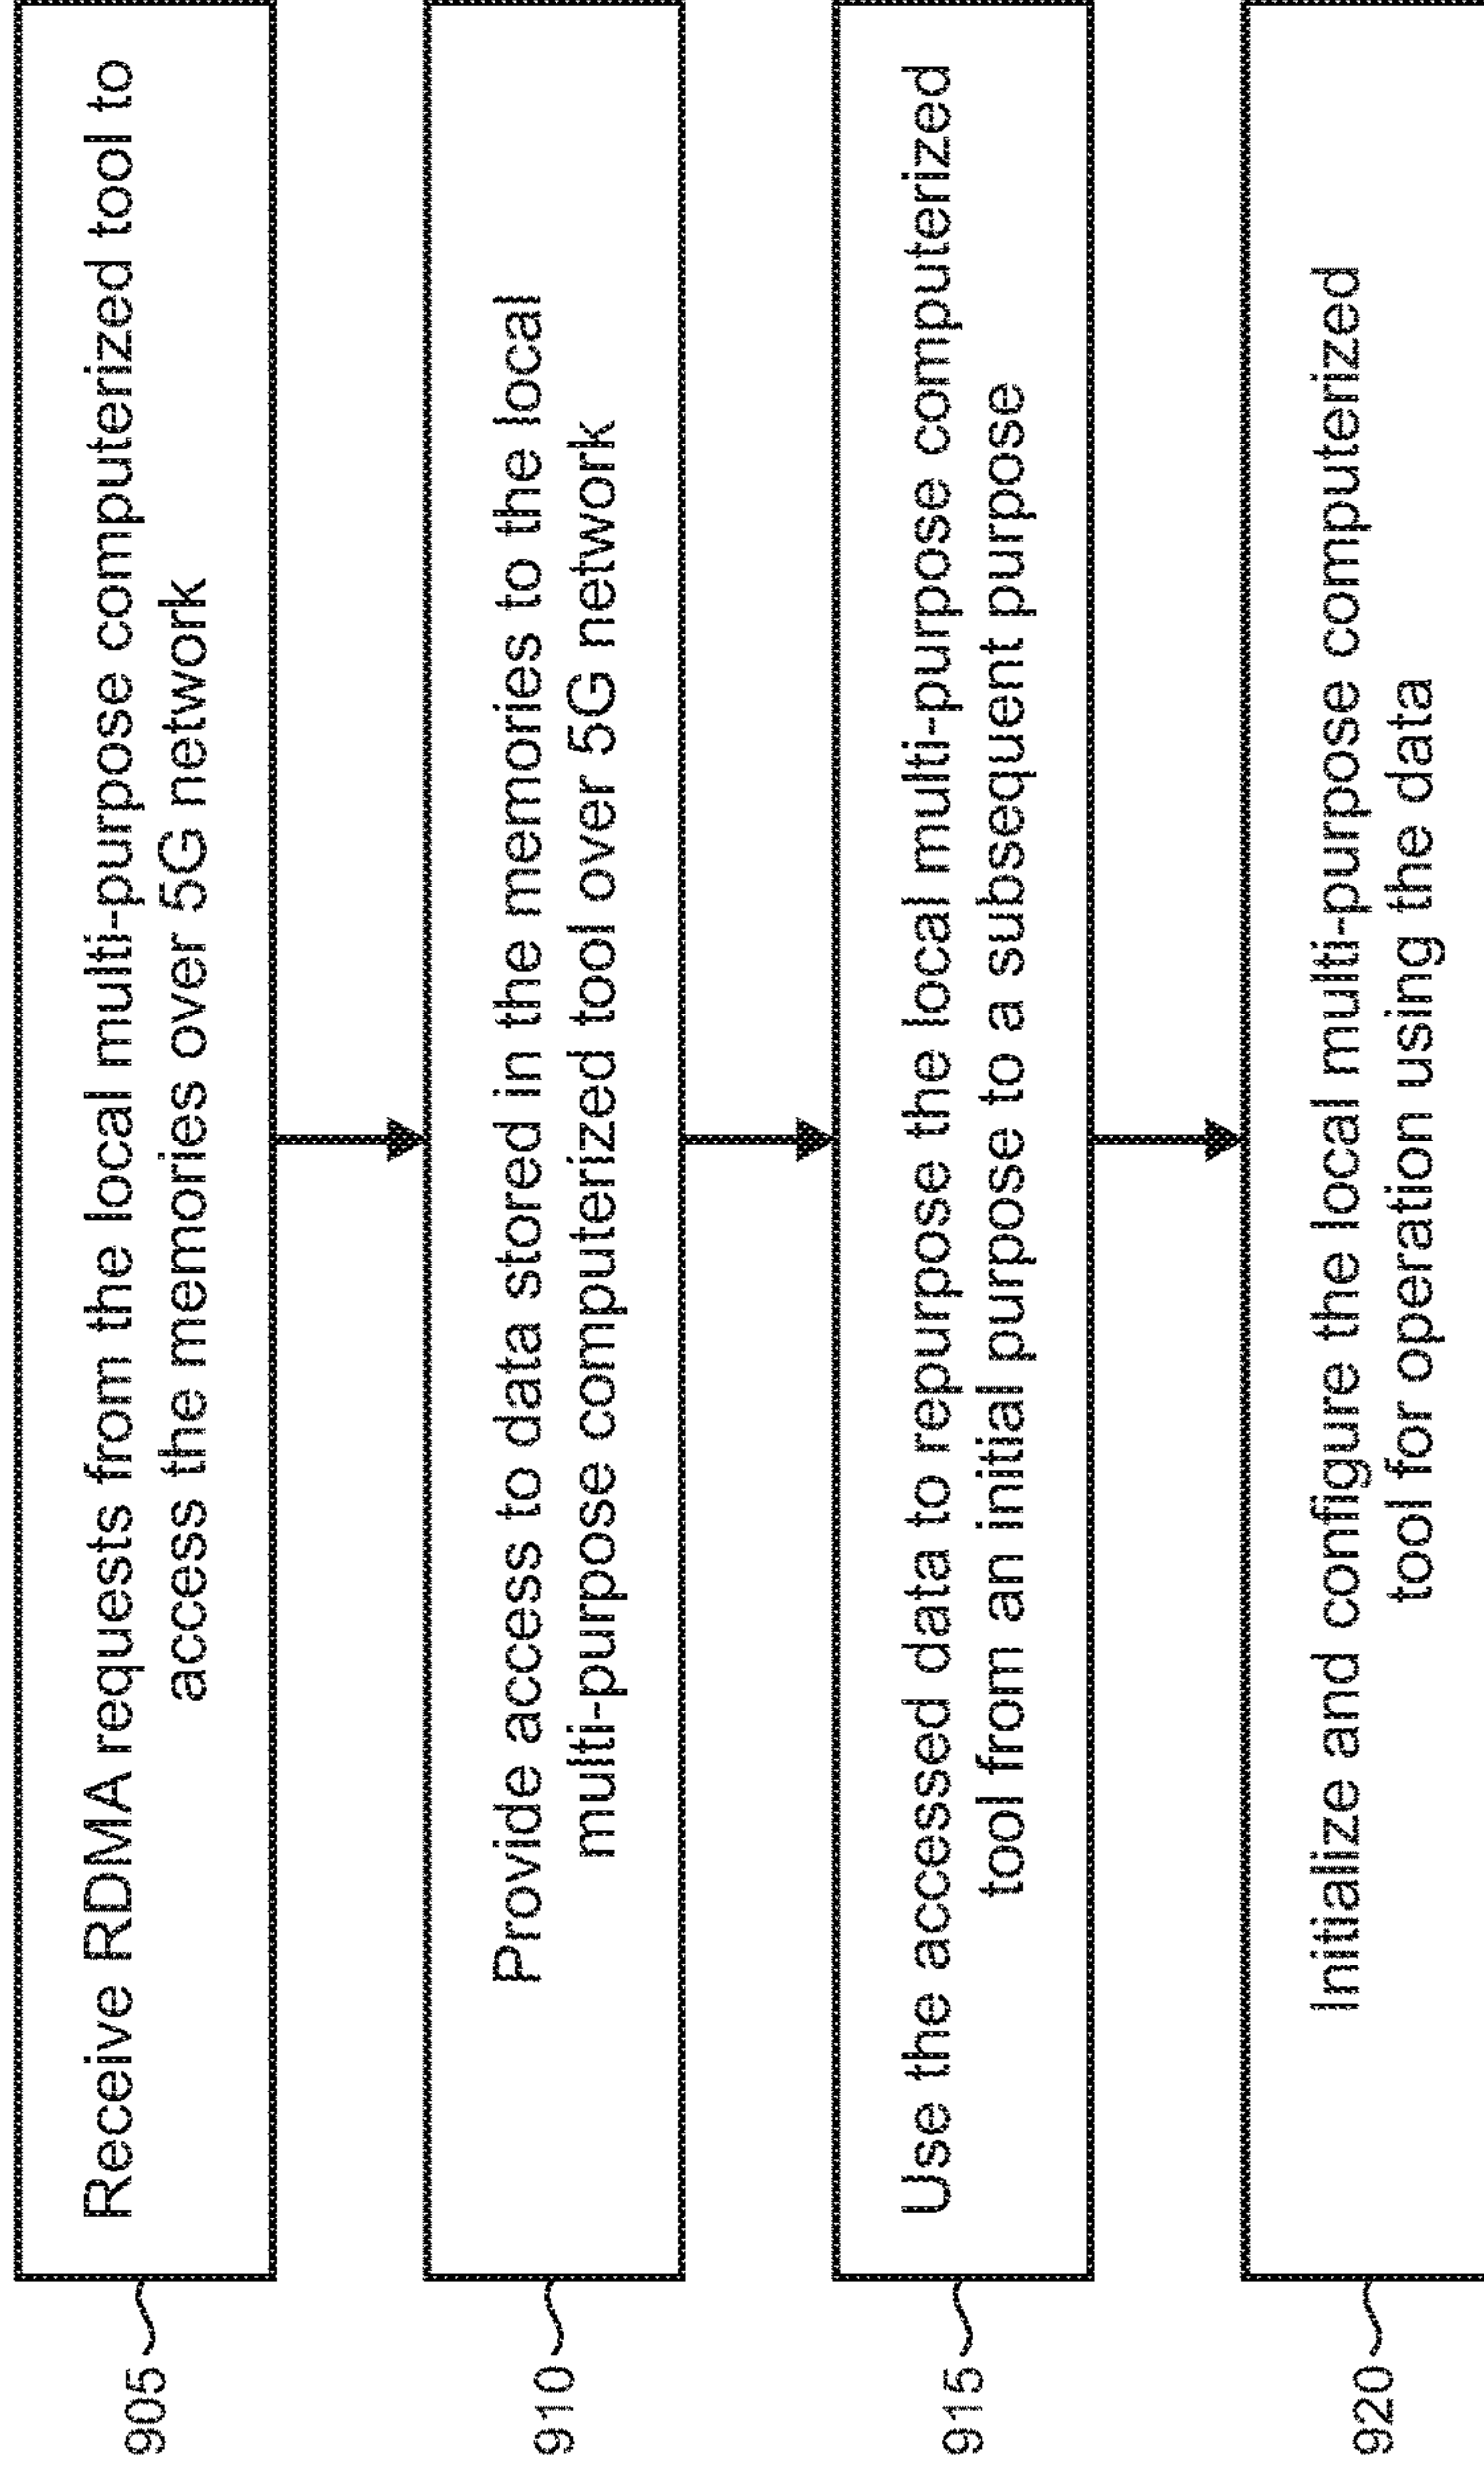 905
Receive RDMA requests from the local multi-purpose computerized tool to
access the memories over 5G network
910
Provide access to data stored in the memories to the local
multi-purpose computerized tool over 5G network
915
Use the accessed data to repurpose the local multi-purpose computerized
tool from an initial purpose to a subsequent purpose
920
Initialize and configure the local multi-purpose computerized
tool for operation using the data